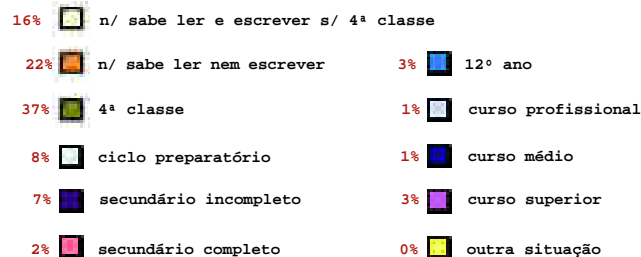 16% n/ sabe ler e escrever s/ 4ª classe
22% n/ sabe ler nem escrever
3% 12º ano
37% 4ª classe
1% curso profissional
8% ciclo preparatório
1% curso médio
7% secundário incompleto
3% curso superior
2% secundário completo
0% outra situação